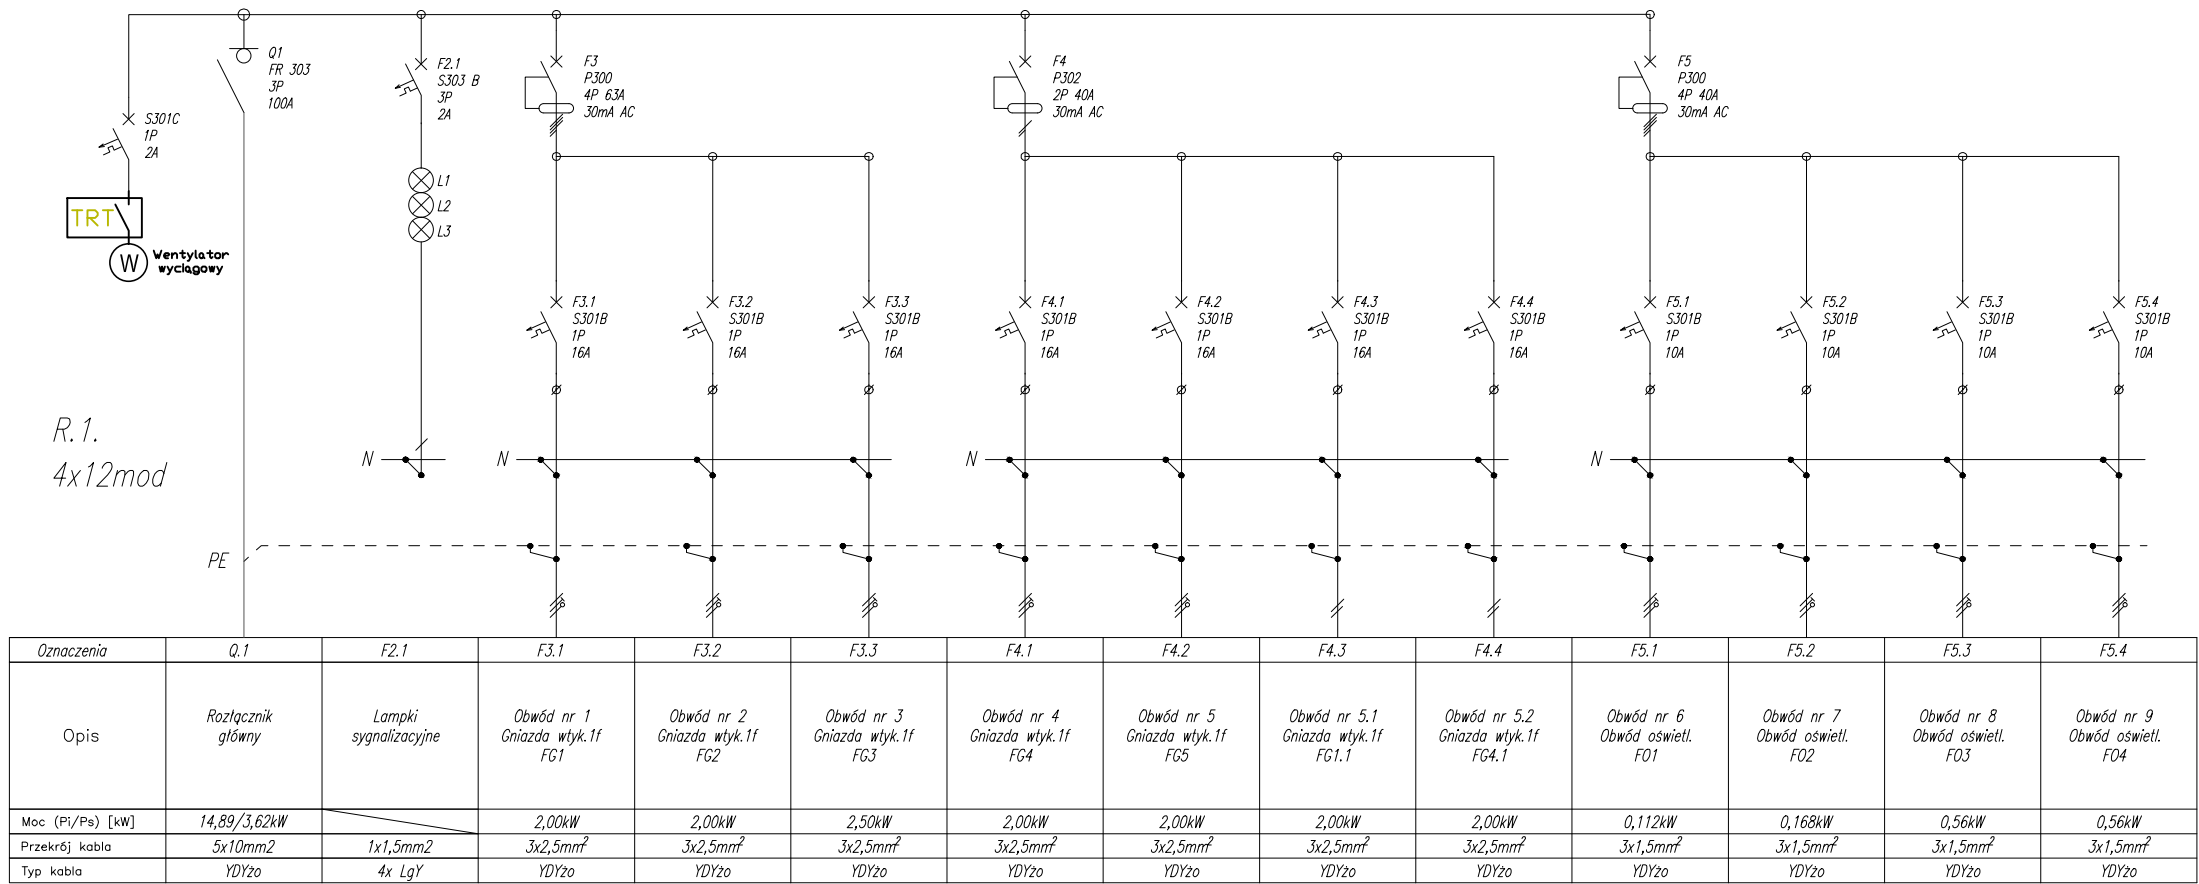 Q1
FR 303
3P
100A
F2.1
S303 B
3P
2A
F3
P300
4P 63A
30mA AC
F4
P302
2P 40A
30mA AC
F5
P300
4P 40A
30mA AC
S301C
1P
2A
TRT
W
Wentylator
wyciągowy
L1
L2
L3
F3.1
S301B
1P
16A
F3.2
S301B
1P
16A
F3.3
S301B
1P
16A
F4.1
S301B
1P
16A
F4.2
S301B
1P
16A
F4.3
S301B
1P
16A
F4.4
S301B
1P
16A
F5.1
S301B
1P
10A
F5.2
S301B
1P
10A
F5.3
S301B
1P
10A
F5.4
S301B
1P
10A
R.1.
4x12mod
N
N
N
N
PE
Oznaczenia Q.1 F2.1 F3.1 F3.2 F3.3 F4.1 F4.2 F4.3 F4.4 F5.1 F5.2 F5.3 F5.4
Opis
Rozłącznik
główny
Lampki
sygnalizacyjne
Obwód nr 1
Gniazda wtyk.1f
FG1
Obwód nr 2
Gniazda wtyk.1f
FG2
Obwód nr 3
Gniazda wtyk.1f
FG3
Obwód nr 4
Gniazda wtyk.1f
FG4
Obwód nr 5
Gniazda wtyk.1f
FG5
Obwód nr 5.1
Gniazda wtyk.1f
FG1.1
Obwód nr 5.2
Gniazda wtyk.1f
FG4.1
Obwód nr 6
Obwód oświetl.
FO1
Obwód nr 7
Obwód oświetl.
FO2
Obwód nr 8
Obwód oświetl.
FO3
Obwód nr 9
Obwód oświetl.
FO4
Moc (Pi/Ps) [kW] 14,89/3,62kW 2,00kW 2,00kW 2,50kW 2,00kW 2,00kW 2,00kW 2,00kW 0,112kW 0,168kW 0,56kW 0,56kW
Przekrój kabla 5x10mm2 1x1,5mm2 3x2,5mm² 3x2,5mm² 3x2,5mm² 3x2,5mm² 3x2,5mm² 3x2,5mm² 3x2,5mm² 3x1,5mm² 3x1,5mm² 3x1,5mm² 3x1,5mm²
Typ kabla YDYżo 4x LgY YDYżo YDYżo YDYżo YDYżo YDYżo YDYżo YDYżo YDYżo YDYżo YDYżo YDYżo